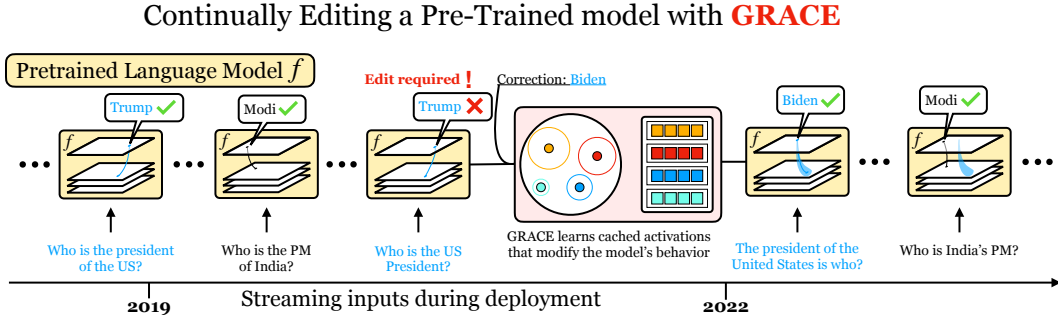 Continually Editing a Pre-Trained model with GRACE
Pretrained Language Model f
Edit required !
Correction: Biden
Trump
Modi
Trump
Biden
Modi
f
f
f
f
f
Who is the president
of the US?
Who is the PM
of India?
Who is the US
President?
GRACE learns cached activations
that modify the model's behavior
The president of the
United States is who?
Who is India's PM?
2019
Streaming inputs during deployment
2022